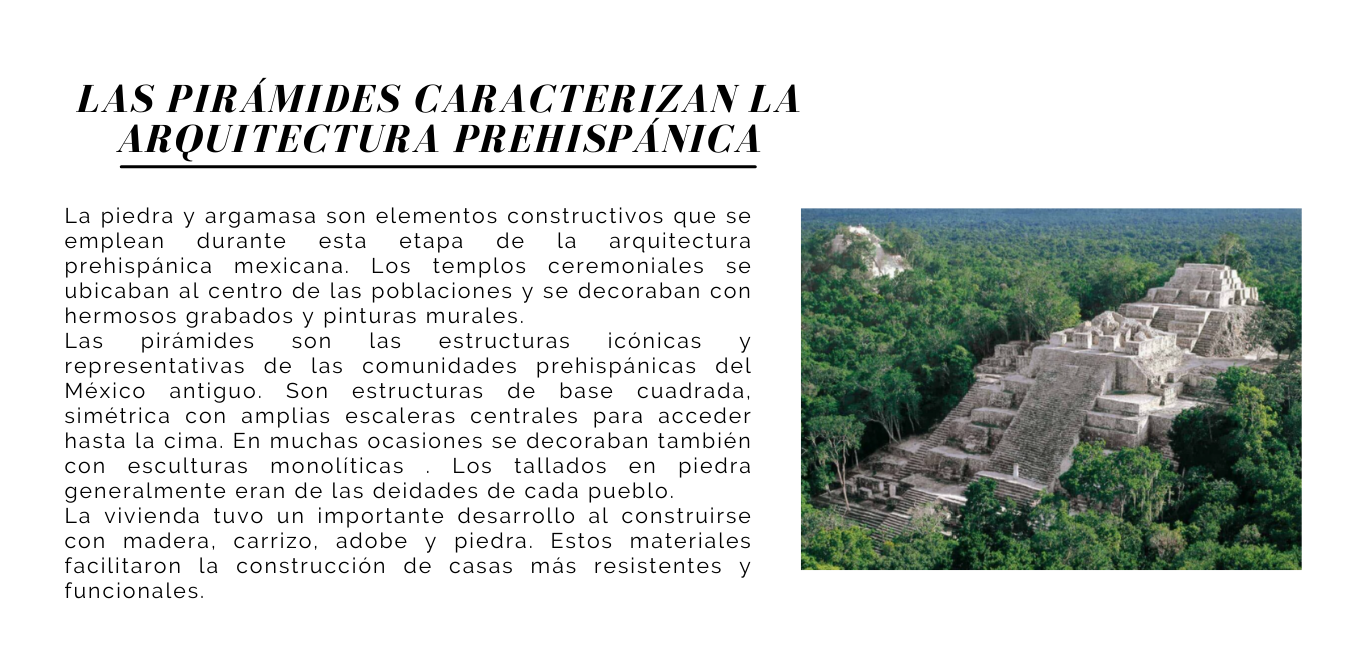 LAS PIRÁMIDES CARACTERIZAN LA
ARQUITECTURA PREHISPÁNICA
La piedra y argamasa son elementos constructivos que se
emplean durante esta etapa de la arquitectura
prehispánica mexicana. Los templos ceremoniales se
ubicaban al centro de las poblaciones y se decoraban con
hermosos grabados y pinturas murales.
Las pirámides son las estructuras icónicas y
representativas de las comunidades prehispánicas del
México antiguo. Son estructuras de base cuadrada,
simétrica con amplias escaleras centrales para acceder
hasta la cima. En muchas ocasiones se decoraban también
con esculturas monolíticas . Los tallados en piedra
generalmente eran de las deidades de cada pueblo.
La vivienda tuvo un importante desarrollo al construirse
con madera, carrizo, adobe y piedra. Estos materiales
facilitaron la construcción de casas más resistentes y
funcionales.